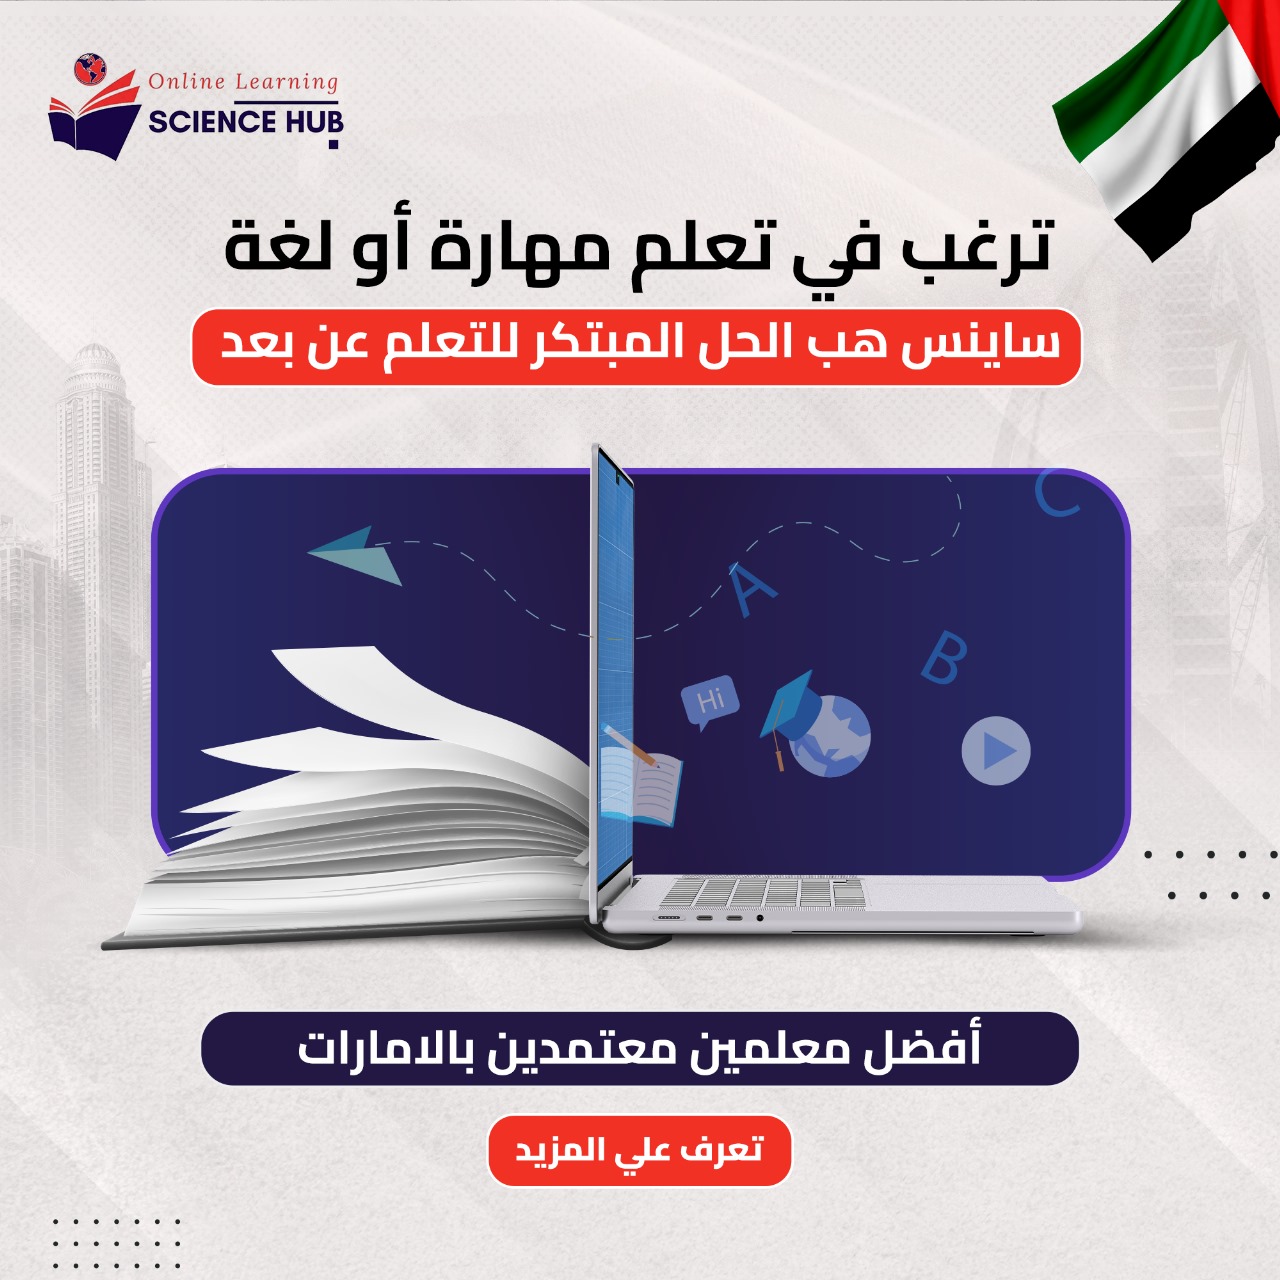 Online Learning
SCIENCE HUB
ترغب في تعلم مهارة أو لغة
ساينس هب الحل المبتكر للتعلم عن بعد
C
A
B
Hi
أفضل معلمين معتمدين بالامارات
تعرف علي المزيد